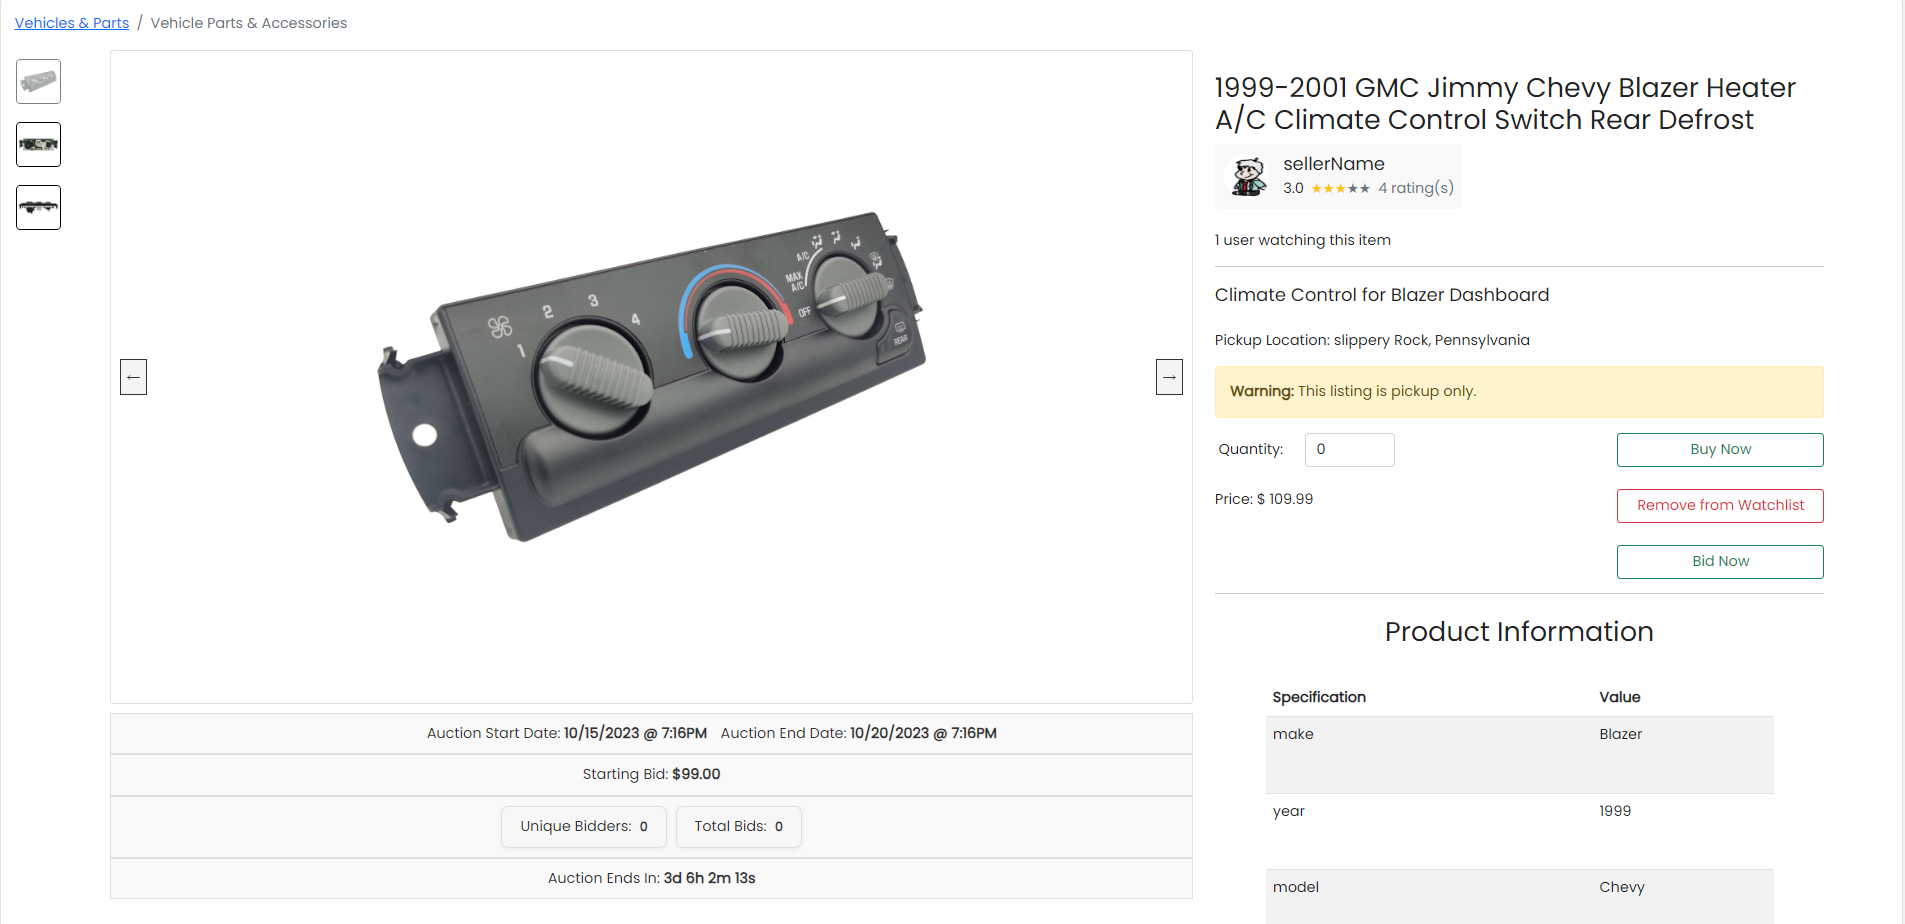 Vehicles & Parts / Vehicle Parts & Accessories
1999-2001 GMC Jimmy Chevy Blazer Heater
A/C Climate Control Switch Rear Defrost
sellerName
3.0 ★★★★★ 4 rating(s)
1 user watching this item
Climate Control for Blazer Dashboard
Pickup Location: slippery Rock, Pennsylvania
Warning: This listing is pickup only.
Quantity: 0
Buy Now
Price: $ 109.99
Remove from Watchlist
Bid Now
Product Information
Specification Value
make Blazer
year 1999
model Chevy
1 2 3 4
A/C
MAX
A/C
OFF
REAR
←
→
Auction Start Date: 10/15/2023 @ 7:16PM Auction End Date: 10/20/2023 @ 7:16PM
Starting Bid: $99.00
Unique Bidders: 0 Total Bids: 0
Auction Ends In: 3d 6h 2m 13s